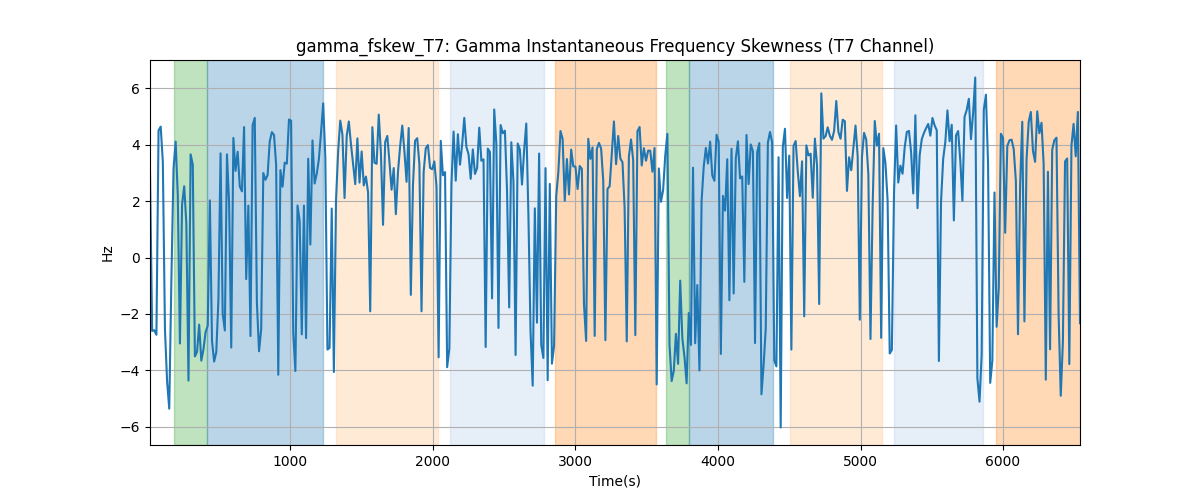 gamma_fskew_T7: Gamma Instantaneous Frequency Skewness (T7 Channel)
6
4
2
0
−2
−4
−6
Hz
1000 2000 3000 4000 5000 6000
Time(s)